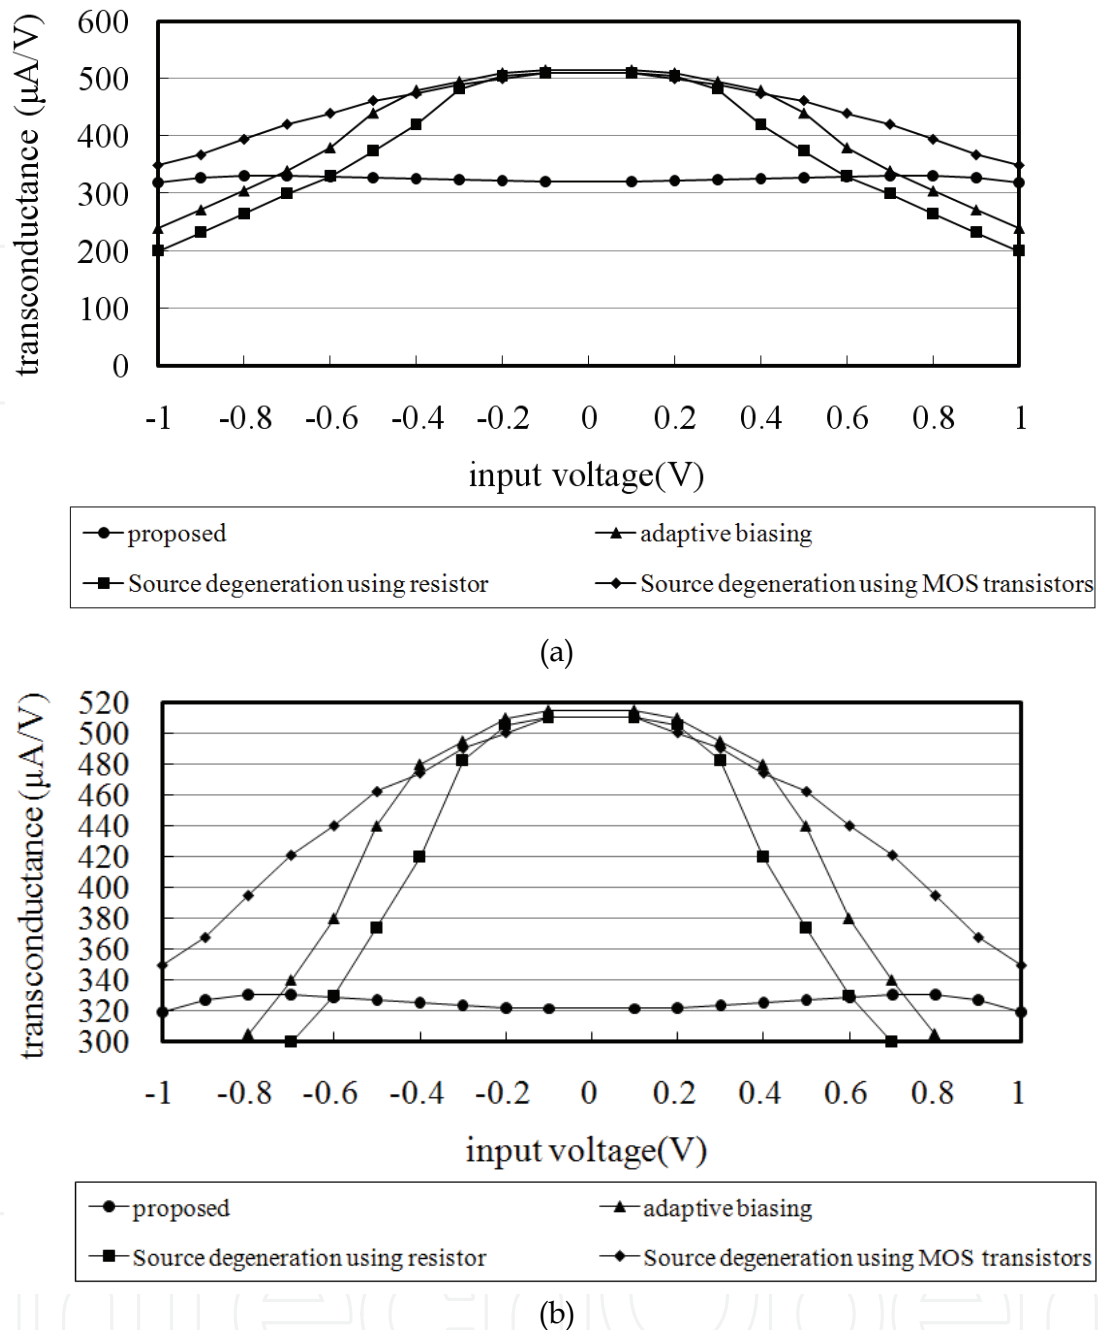 transconductance (μA/V)
600
500
400
300
200
100
0
-1 -0.8 -0.6 -0.4 -0.2 0 0.2 0.4 0.6 0.8 1
input voltage(V)
proposed adaptive biasing
Source degeneration using resistor Source degeneration using MOS transistors
(a)
transconductance (μA/V)
520
500
480
460
440
420
400
380
360
340
320
300
-1 -0.8 -0.6 -0.4 -0.2 0 0.2 0.4 0.6 0.8 1
input voltage(V)
proposed adaptive biasing
Source degeneration using resistor Source degeneration using MOS transistors
(b)